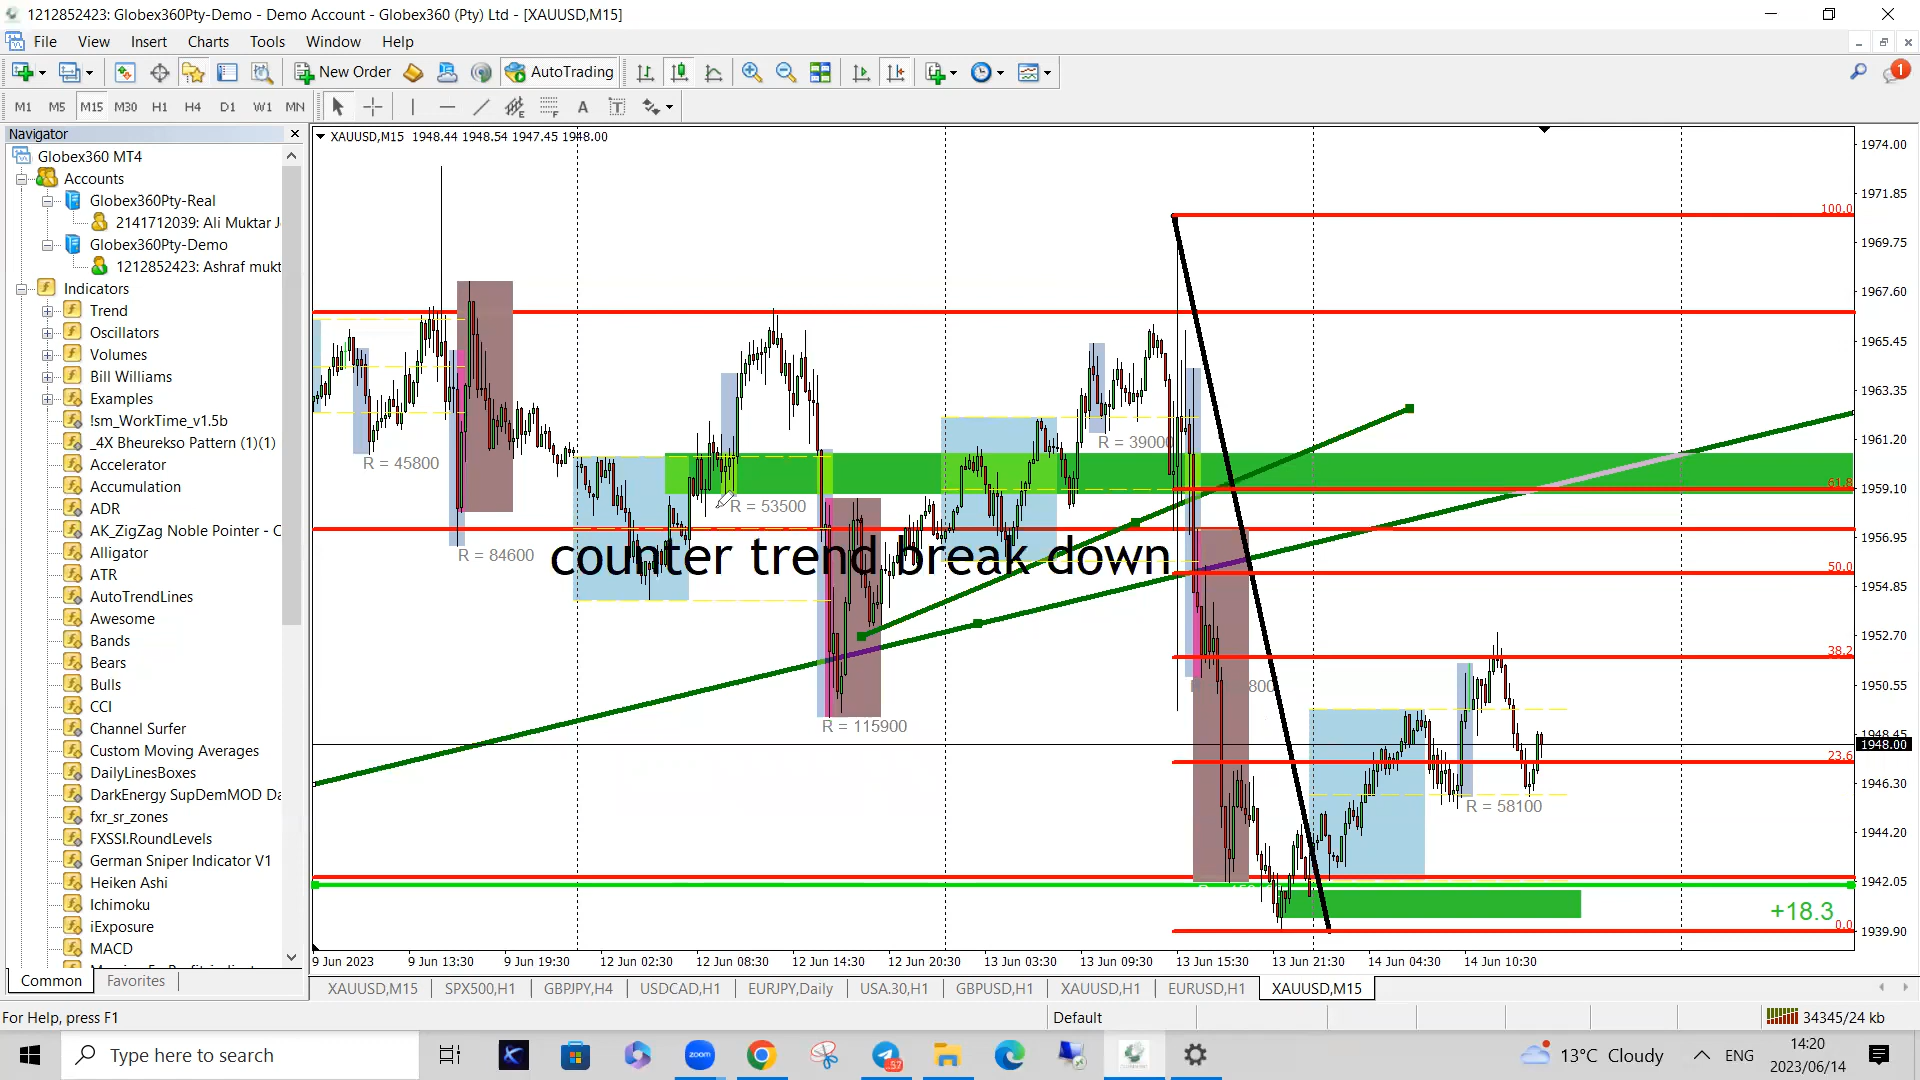 1212852423: Globex360Pty-Demo - Demo Account - Globex360 (Pty) Ltd - [XAUUSD,M15]
File View Insert Charts Tools Window Help
New Order AutoTrading 1
M1 M5 M15 M30 H1 H4 D1 W1 MN E F A T
Navigator
Globex360 MT4
Accounts
Globex360Pty-Real
2141712039: Ali Muktar J
Globex360Pty-Demo
1212852423: Ashraf mukt
Indicators
Trend
Oscillators
Volumes
Bill Williams
Examples
!sm_WorkTime_v1.5b
_4X Bheurekso Pattern (1)(1)
Accelerator
Accumulation
ADR
AK_ZigZag Noble Pointer - C
Alligator
ATR
AutoTrendLines
Awesome
Bands
Bears
Bulls
CCI
Channel Surfer
Custom Moving Averages
DailyLinesBoxes
DarkEnergy SupDemMOD Da
fxr_sr_zones
FXSSI.RoundLevels
German Sniper Indicator V1
Heiken Ashi
Ichimoku
iExposure
MACD
Common Favorites
XAUUSD,M15 1948.44 1948.54 1947.45 1948.00
100.0
R = 39000
R = 45800
61.8
R = 53500
R = 84600
counter trend break down
50.0
38.2
R = 115900
23.6
R = 58100
+18.3
0.0
1974.00
1971.85
1969.75
1967.60
1965.45
1963.35
1961.20
1959.10
1956.95
1954.85
1952.70
1950.55
1948.45
1948.00
1946.30
1944.20
1942.05
1939.90
9 Jun 2023 9 Jun 13:30 9 Jun 19:30 12 Jun 02:30 12 Jun 08:30 12 Jun 14:30 12 Jun 20:30 13 Jun 03:30 13 Jun 09:30 13 Jun 15:30 13 Jun 21:30 14 Jun 04:30 14 Jun 10:30
XAUUSD,M15 SPX500,H1 GBPJPY,H4 USDCAD,H1 EURJPY,Daily USA.30,H1 GBPUSD,H1 XAUUSD,H1 EURUSD,H1 XAUUSD,M15
For Help, press F1 Default 34345/24 kb
Type here to search zoom 57 13°C Cloudy ENG 14:20
2023/06/14